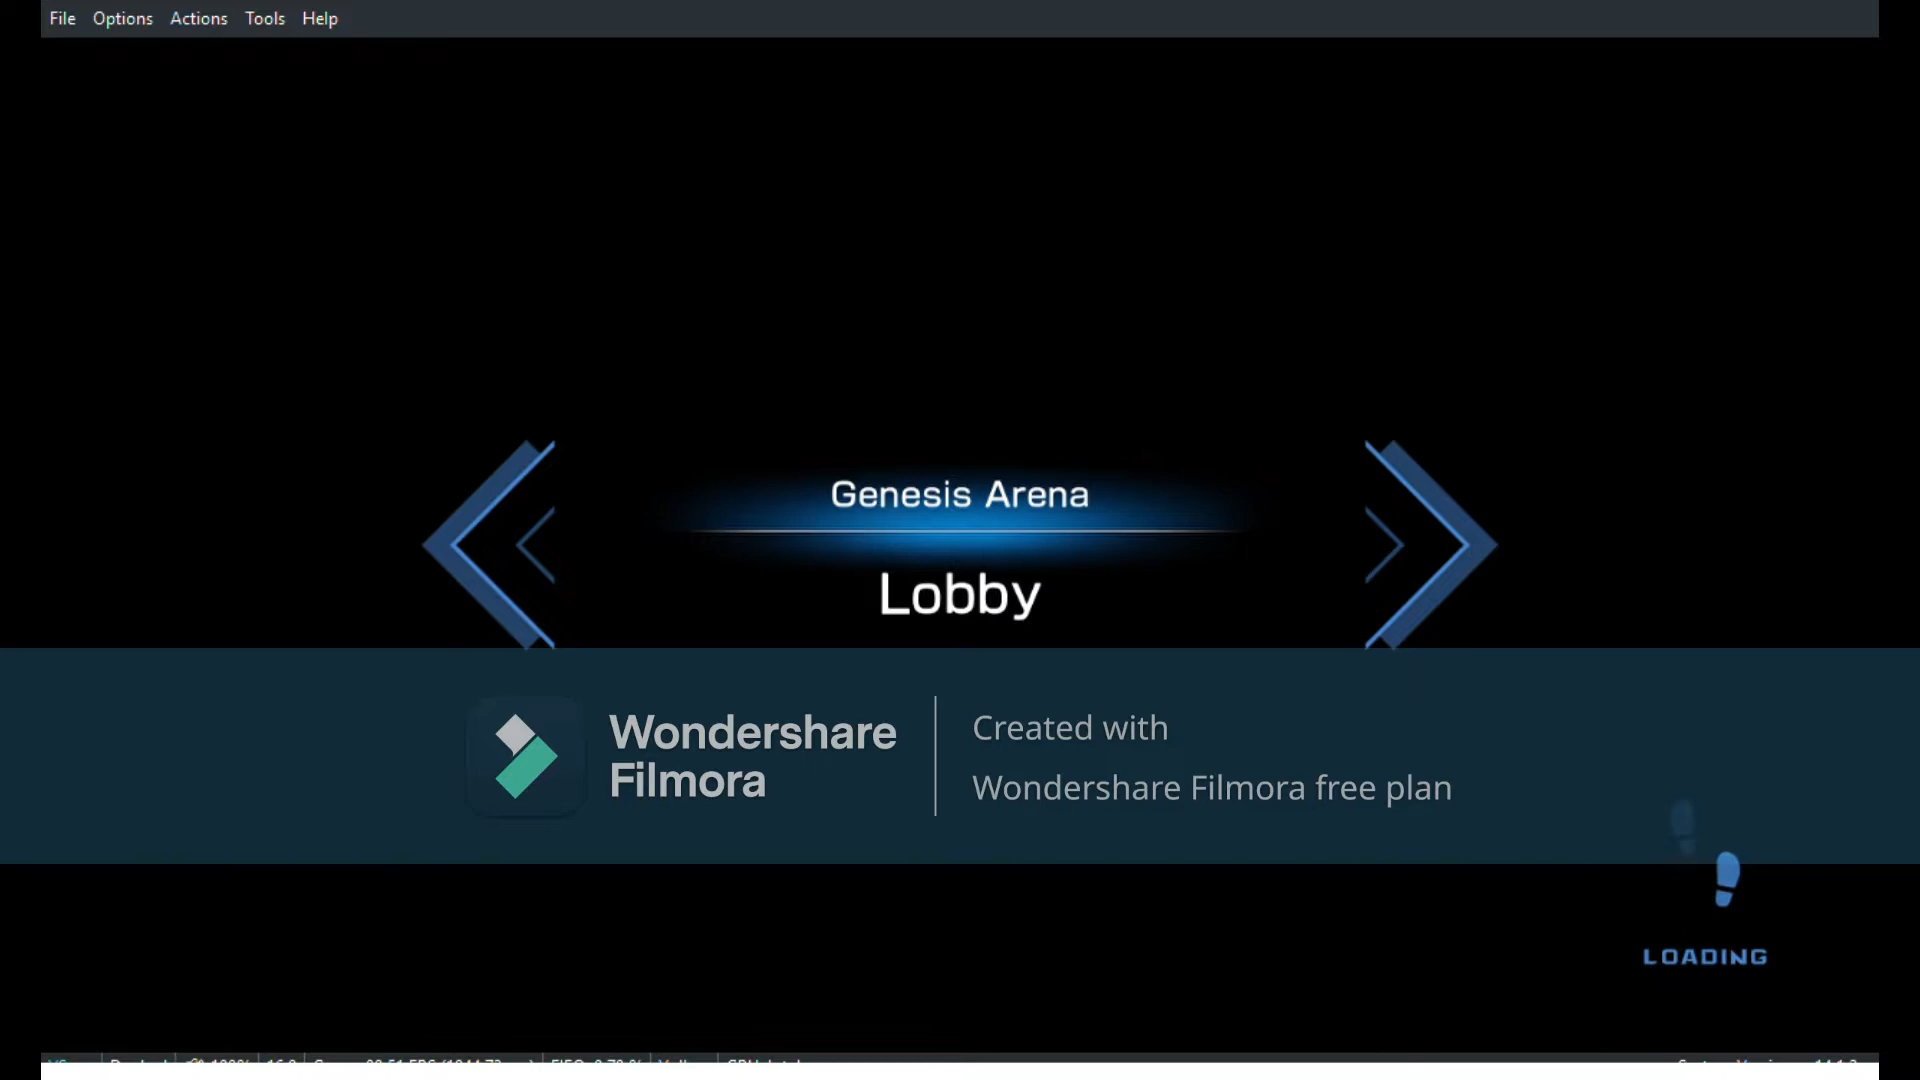 File Options Actions Tools Help
Genesis Arena
Lobby
Wondershare
Filmora
Created with
Wondershare Filmora free plan
LOADING